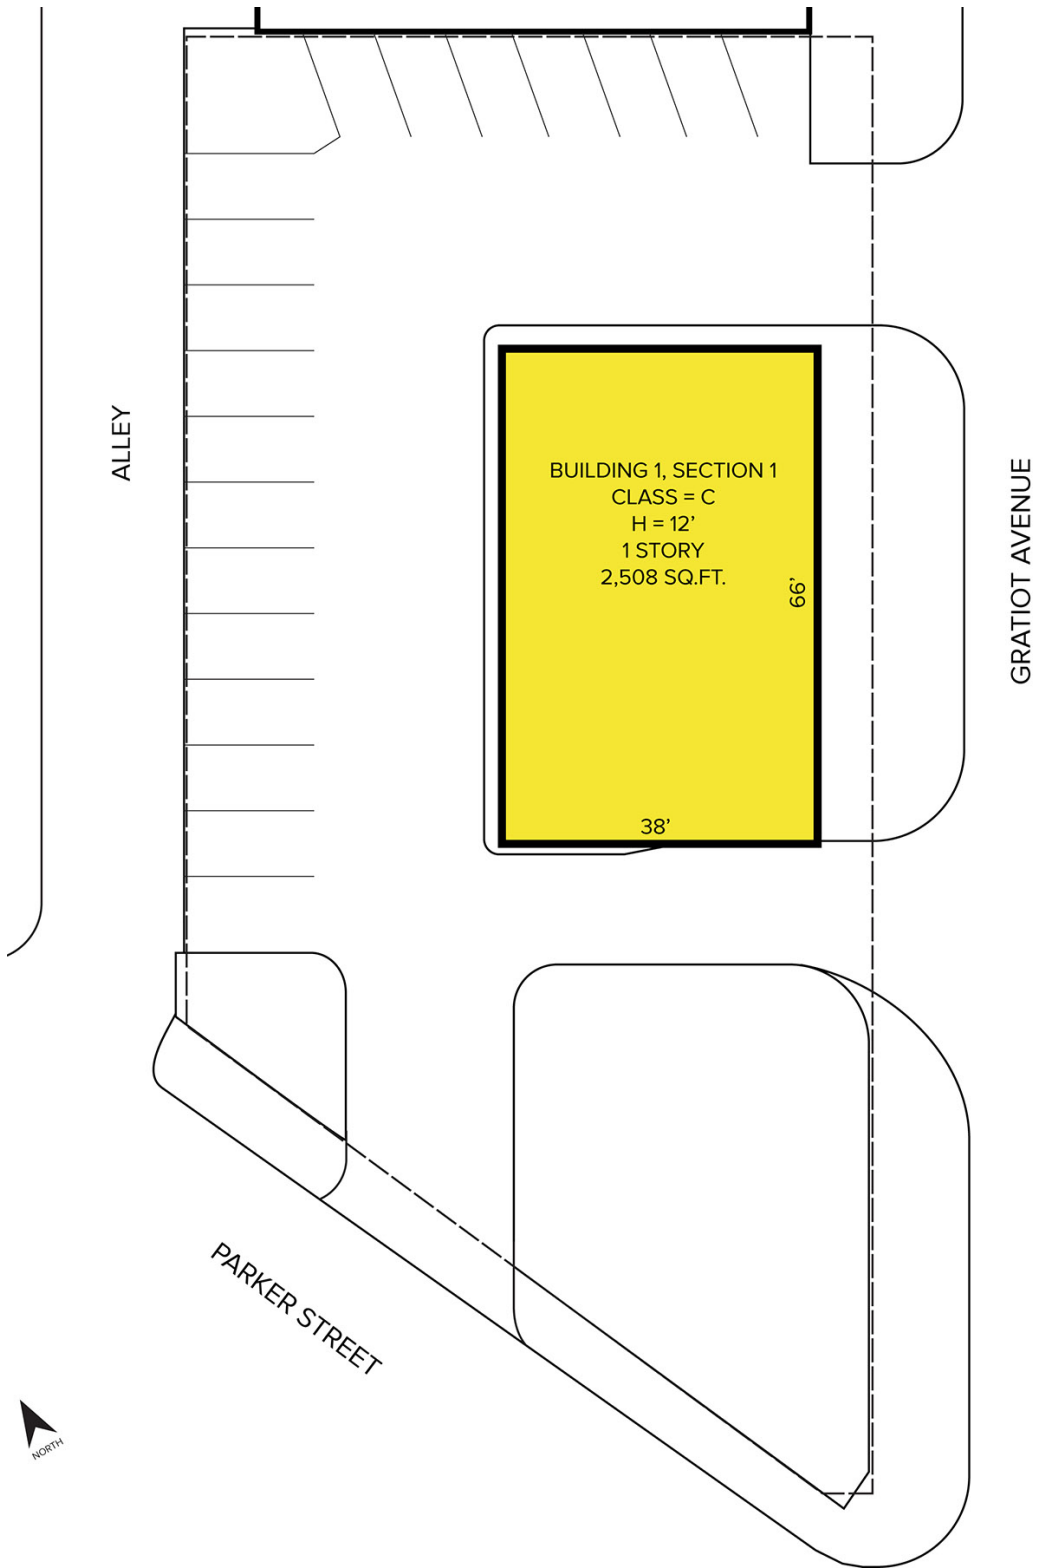 ALLEY
BUILDING 1, SECTION 1
CLASS = C
H = 12’
1 STORY
2,508 SQ.FT.
66’
38’
GRATIOT AVENUE
PARKER STREET
NORTH